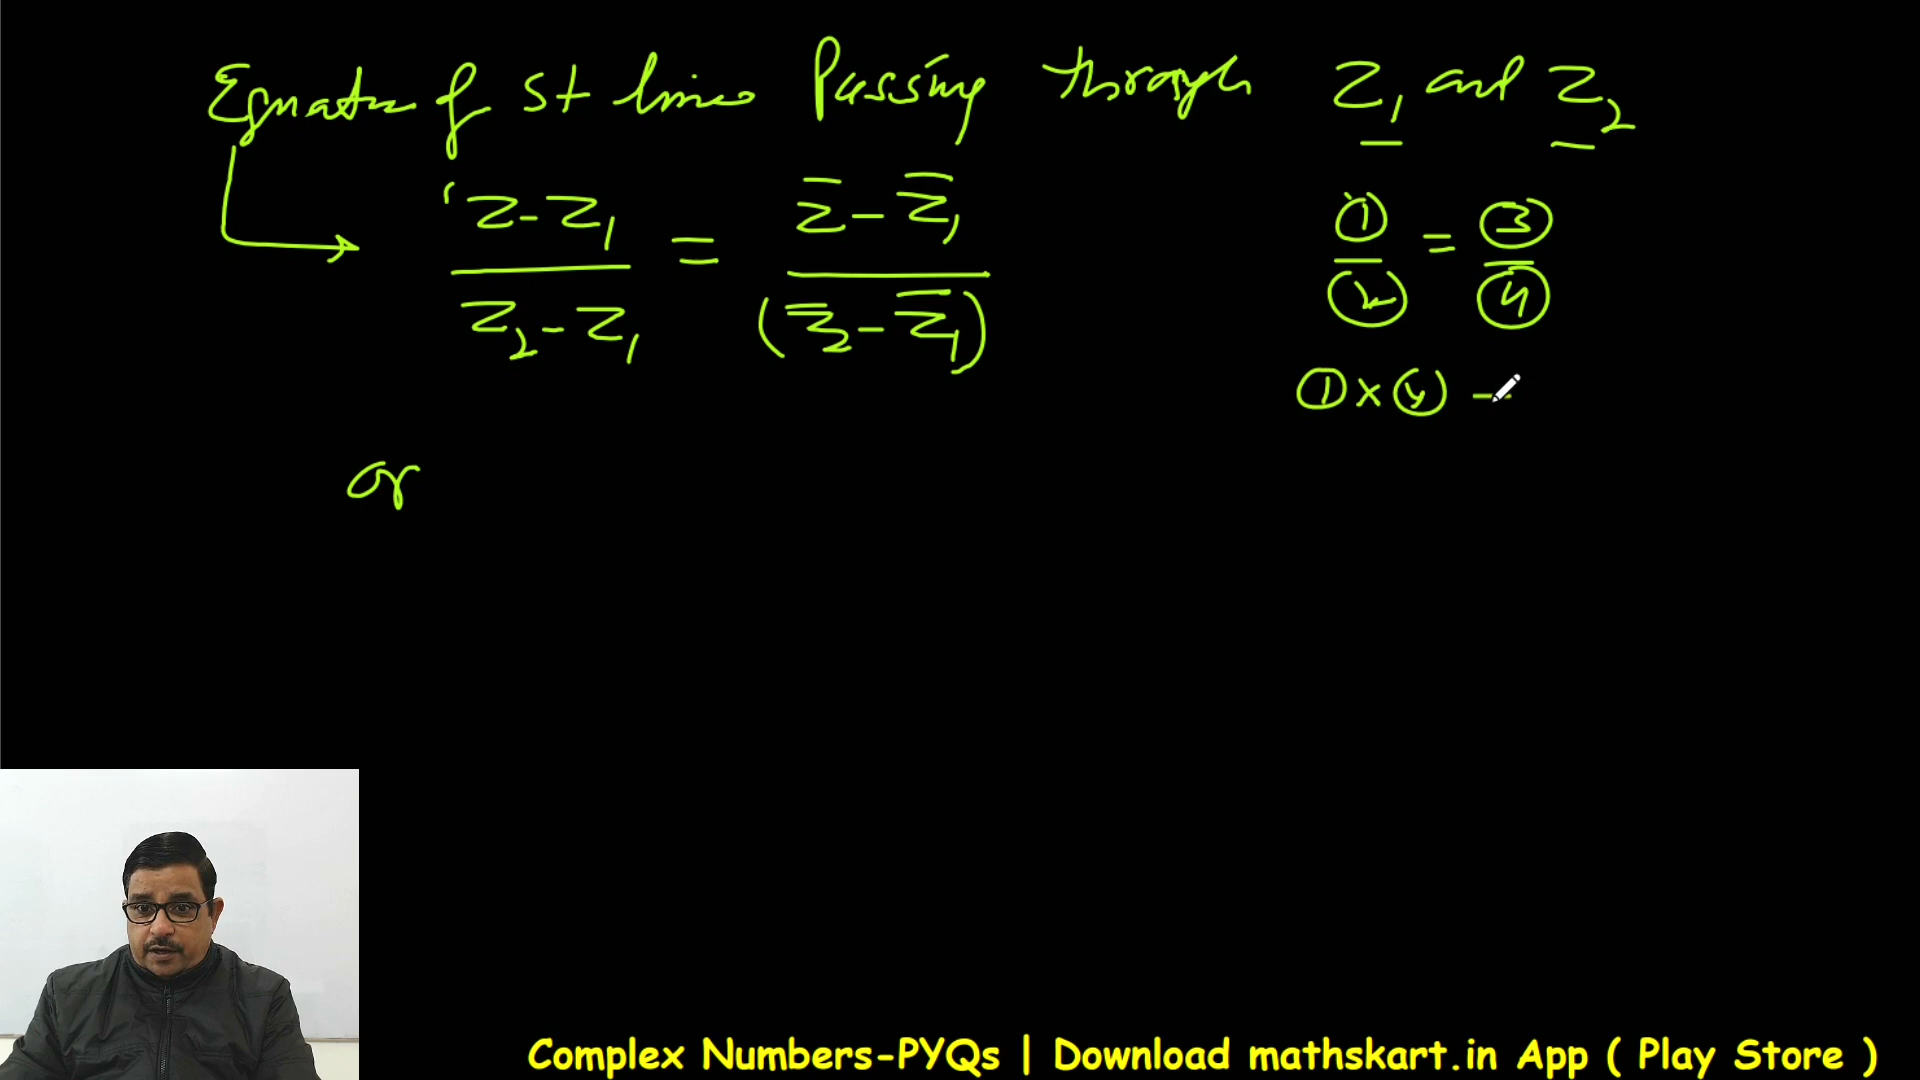 Equation of st line Passing through Z₁ and Z₂
Z - Z₁ / Z₂ - Z₁ = Z̅ - Z̅₁ / (Z̅₂ - Z̅₁)
① / ② = ③ / ④
① × ④ -
or
Complex Numbers-PYQs | Download mathskart.in App ( Play Store )